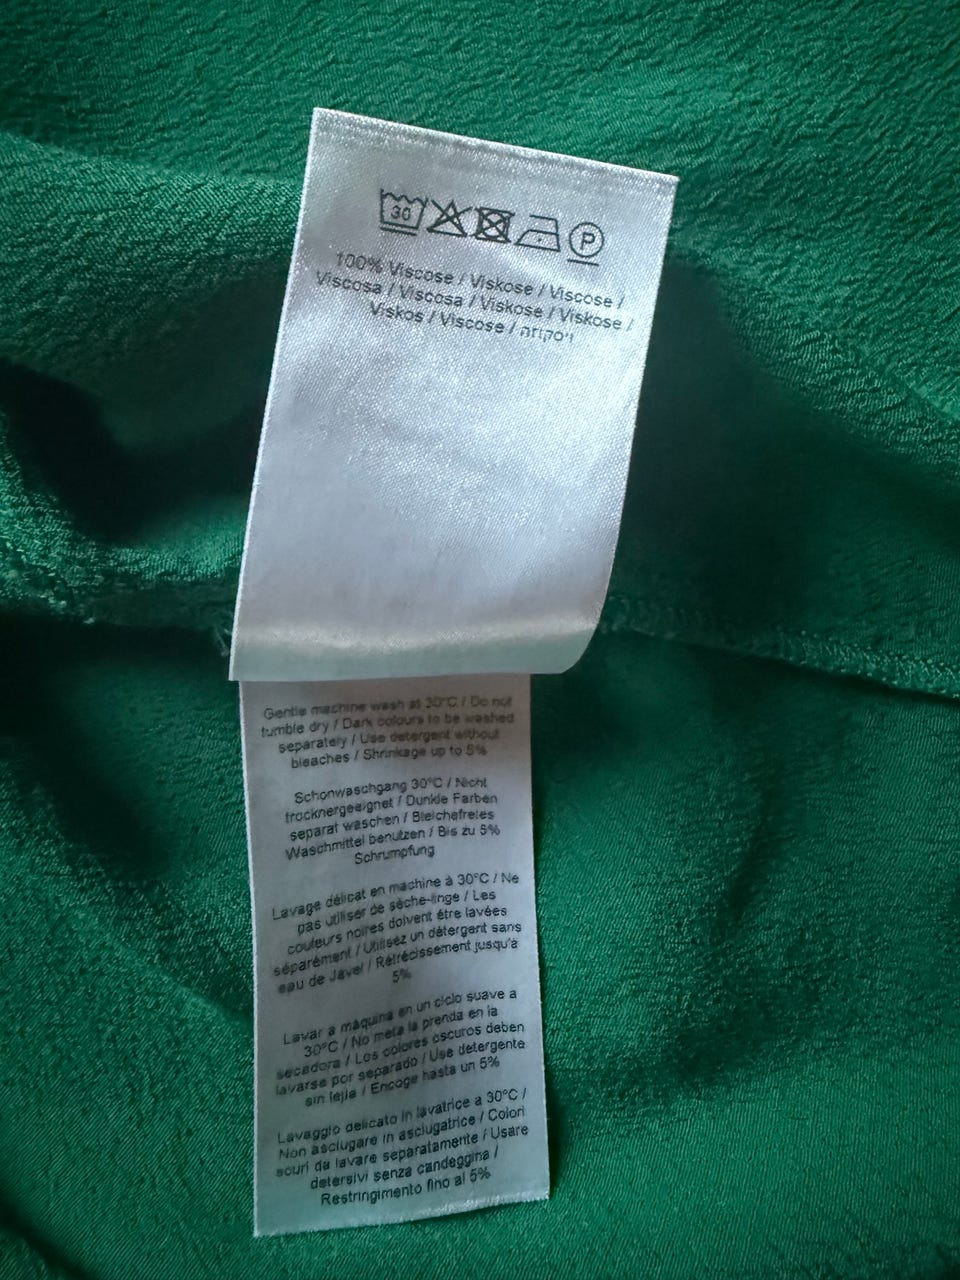 30 P
100% Viscose / Viskose / Viscose /
Viscosa / Viscosa / Viskose / Viskose /
Viskos / Viscose / ויסקוזה
Gentle machine wash at 30°C / Do not
tumble dry / Dark colours to be washed
separately / Use detergent without
bleaches / Shrinkage up to 5%
Schonwaschgang 30°C / Nicht
trocknergeeignet / Dunkle Farben
separat waschen / Bleichefreies
Waschmittel benutzen / Bis zu 5%
Schrumpfung
Lavage délicat en machine à 30°C / Ne
pas utiliser de sèche-linge / Les
couleurs noires doivent être lavées
séparément / Utilisez un détergent sans
eau de Javel / Rétrécissement jusqu'à
5%
Lavar a máquina en un ciclo suave a
30°C / No meta la prenda en la
secadora / Los colores oscuros deben
lavarse por separado / Use detergente
sin lejía / Encoge hasta un 5%
Lavaggio delicato in lavatrice a 30°C /
Non asciugare in asciugatrice / Colori
scuri da lavare separatamente / Usare
detersivi senza candeggina /
Restringimento fino al 5%